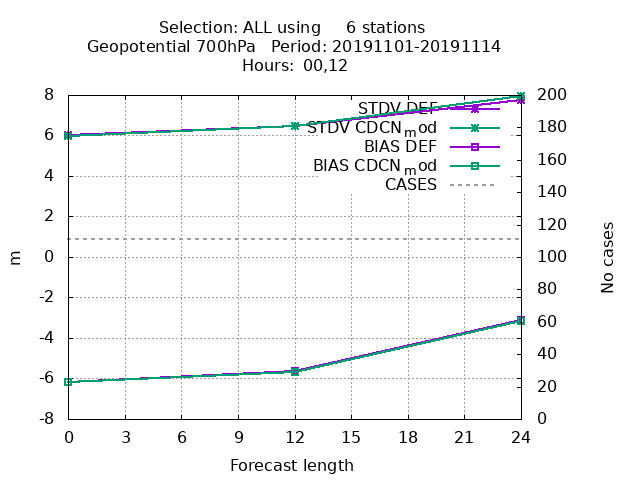 Selection: ALL using 6 stations
Geopotential 700hPa Period: 20191101-20191114
Hours: 00,12
STDV DEF
STDV CDCNmod
BIAS DEF
BIAS CDCNmod
CASES
8
6
4
2
0
-2
-4
-6
-8
m
200
180
160
140
120
100
80
60
40
20
0
No cases
0 3 6 9 12 15 18 21 24
Forecast length